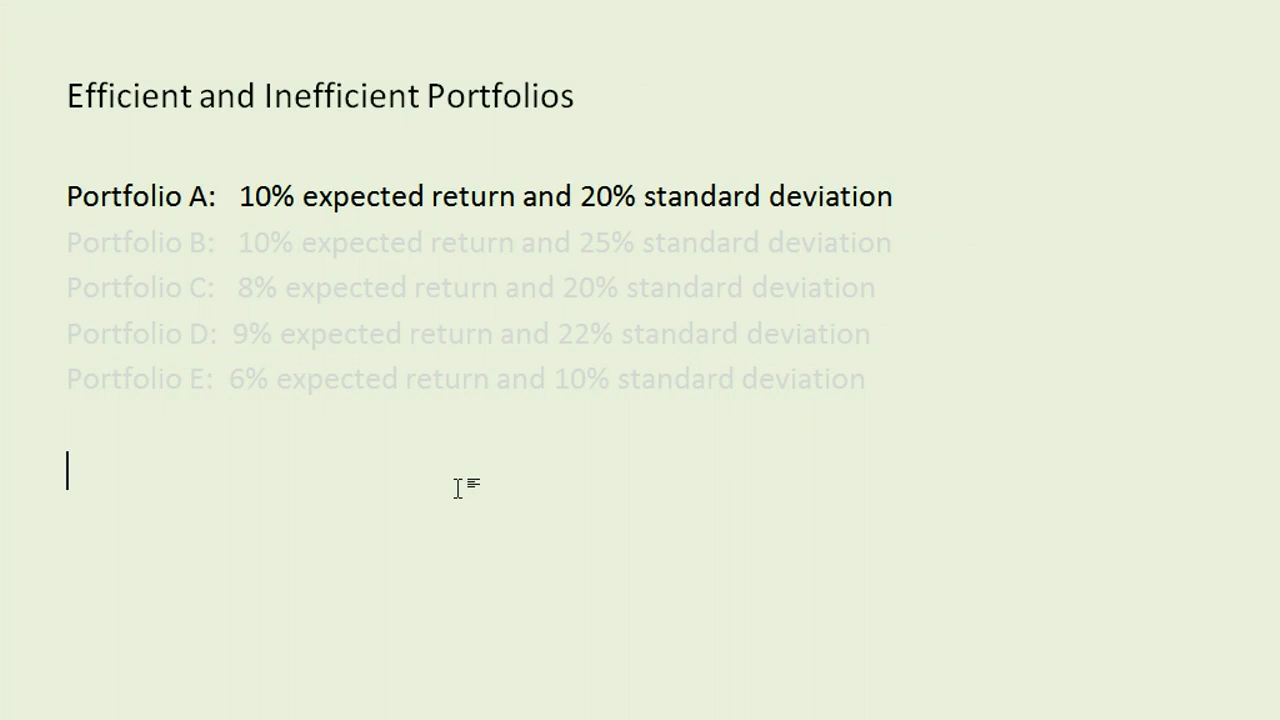 Efficient and Inefficient Portfolios
Portfolio A: 10% expected return and 20% standard deviation
Portfolio B: 10% expected return and 25% standard deviation
Portfolio C: 8% expected return and 20% standard deviation
Portfolio D: 9% expected return and 22% standard deviation
Portfolio E: 6% expected return and 10% standard deviation